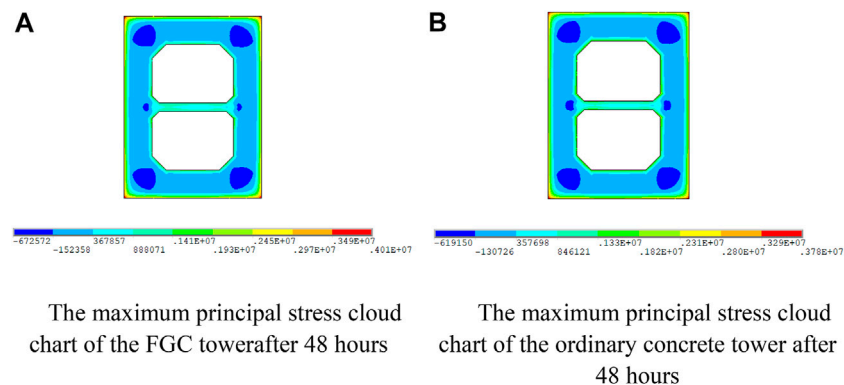 A
B
-672572 367857 .141E+07 .245E+07 .349E+07
-152358 888071 .193E+07 .297E+07 .401E+07
-619150 357698 .133E+07 .231E+07 .329E+07
-130726 846121 .182E+07 .280E+07 .378E+07
The maximum principal stress cloud
chart of the FGC towerafter 48 hours
The maximum principal stress cloud
chart of the ordinary concrete tower after
48 hours